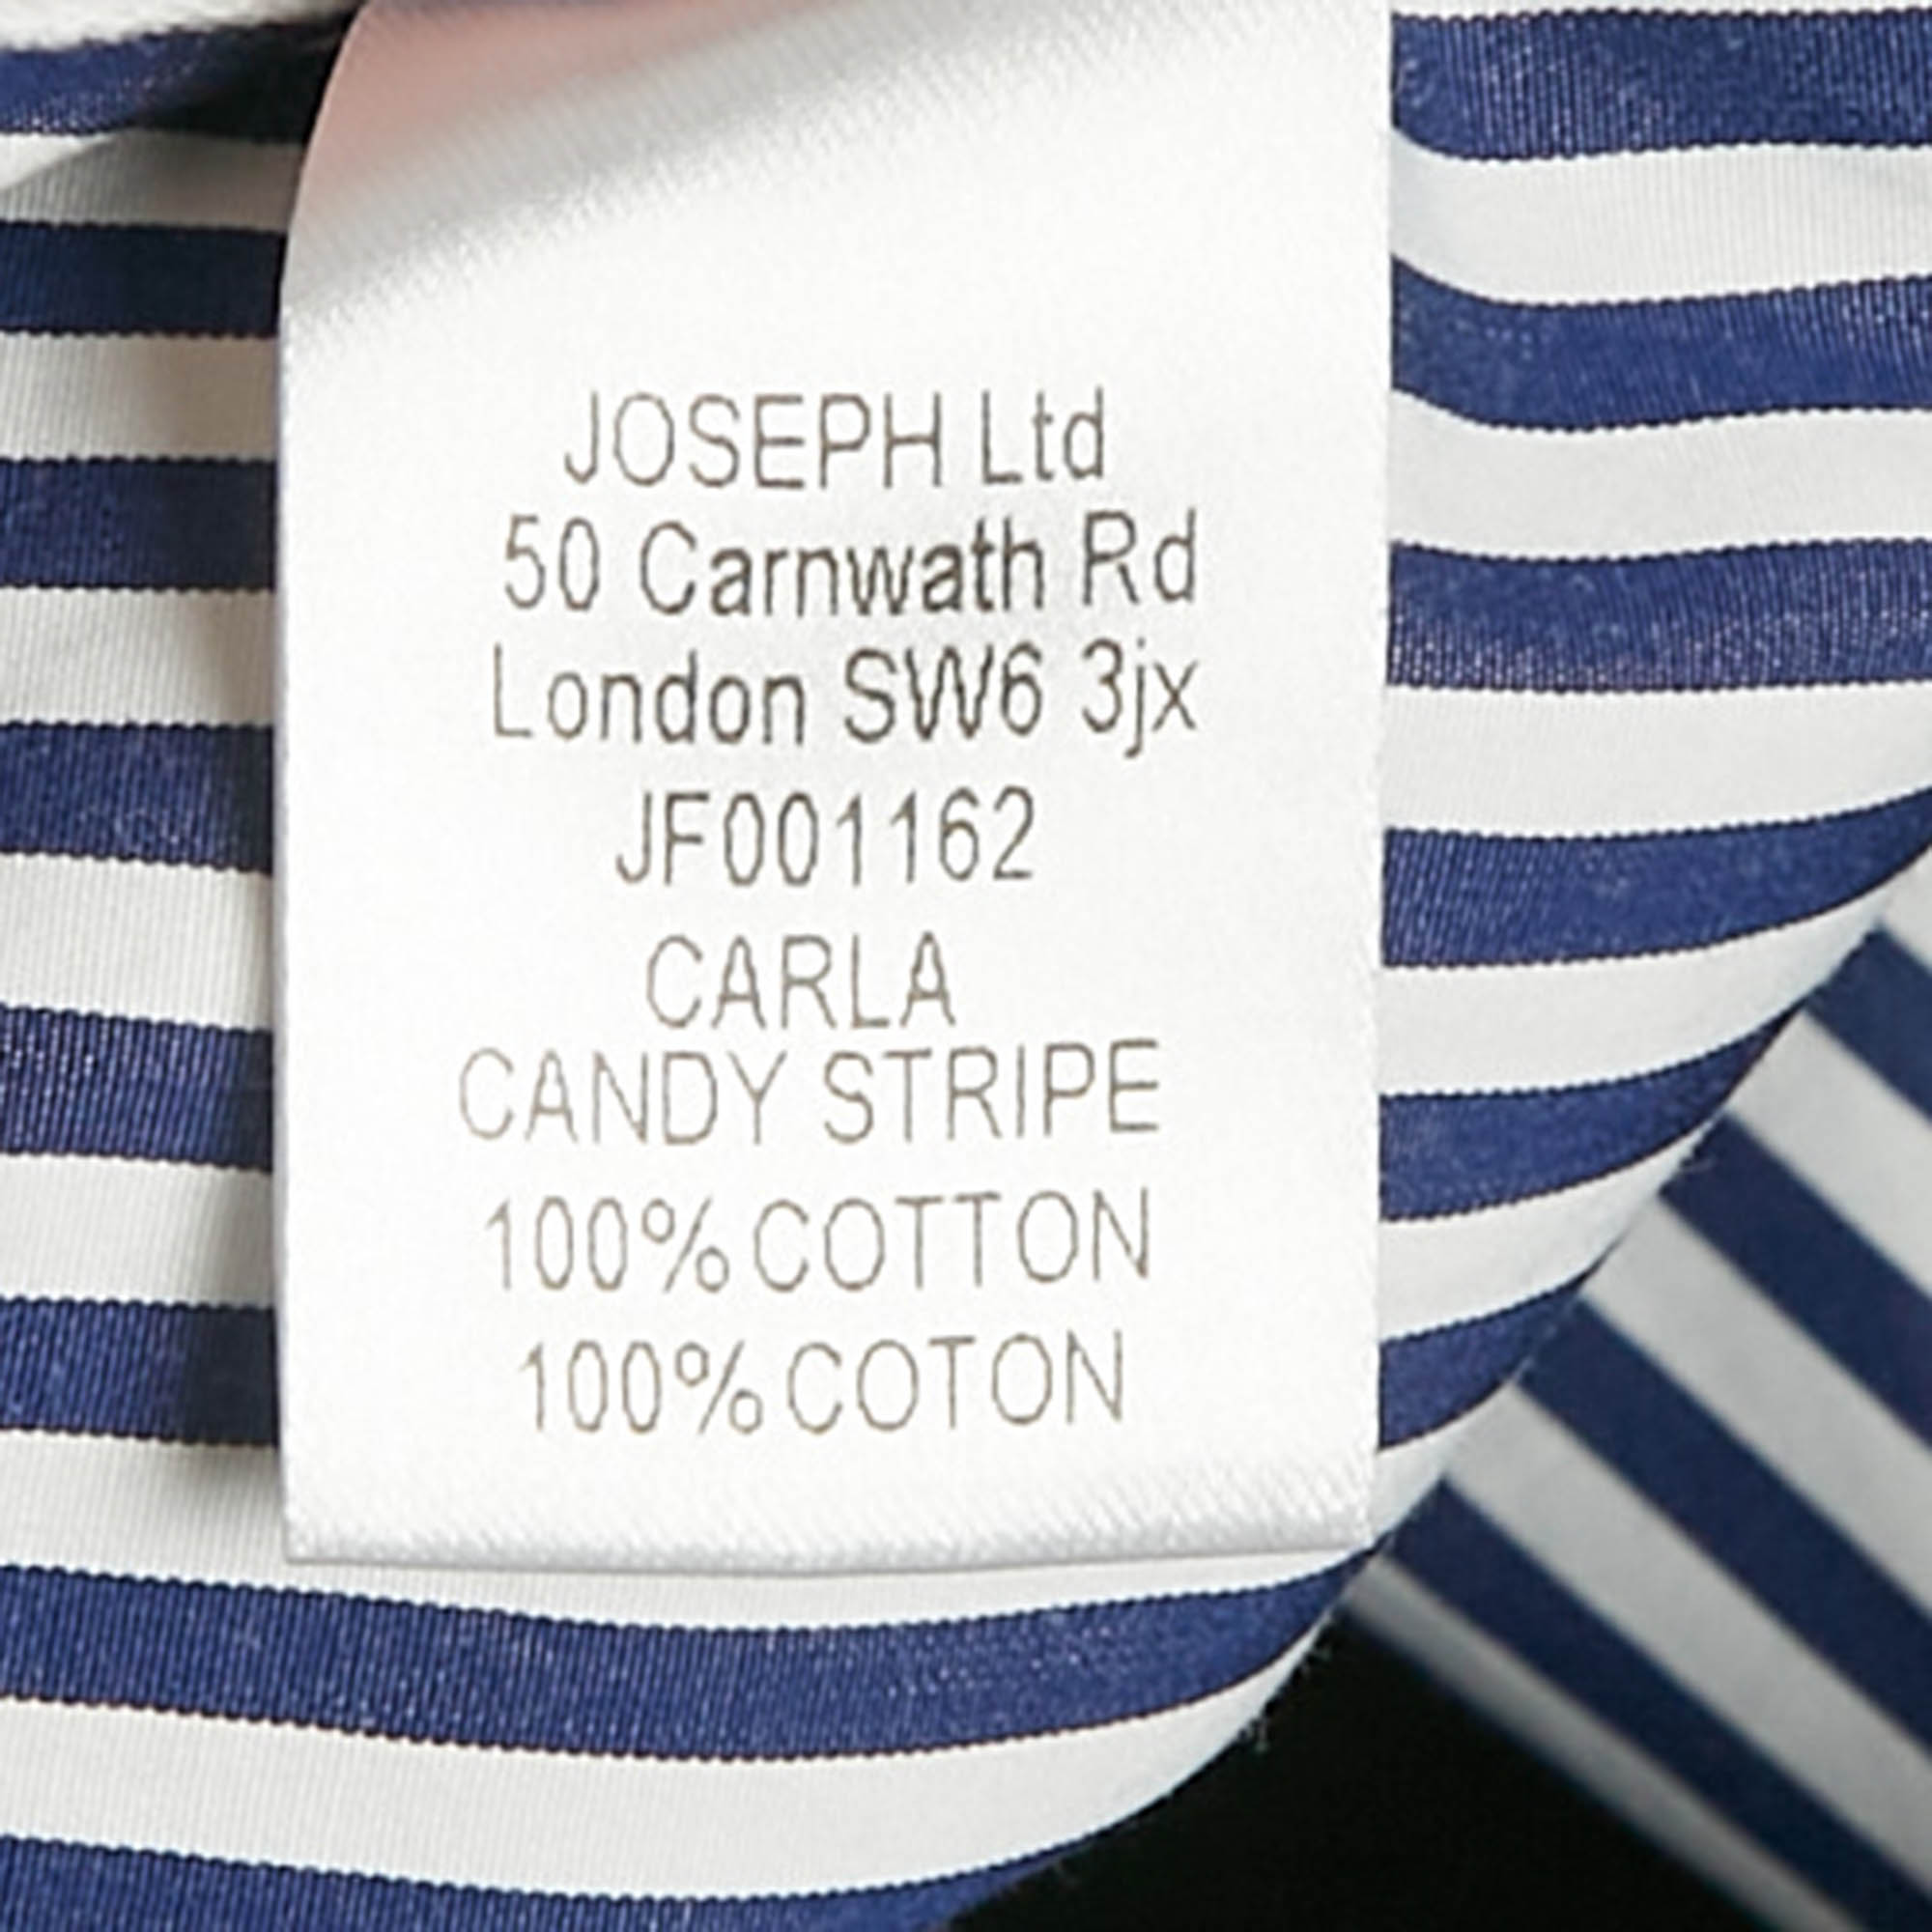 JOSEPH Ltd
50 Carnwath Rd
London SW6 3jx
JF001162
CARLA
CANDY STRIPE
100% COTTON
100% COTON